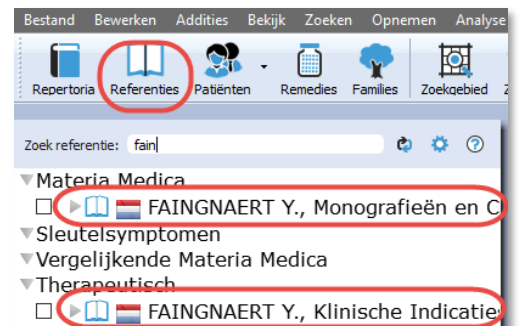 Bestand Bewerken Addities Bekijk Zoeken Opnemen Analyse
Repertoria Referenties Patiënten Remedies Families Zoekgebied
Zoek referentie: fain
Materia Medica
FAINGNAERT Y., Monografieën en C
Sleutelsymptomen
Vergelijkende Materia Medica
Therapeutisch
FAINGNAERT Y., Klinische Indicatie